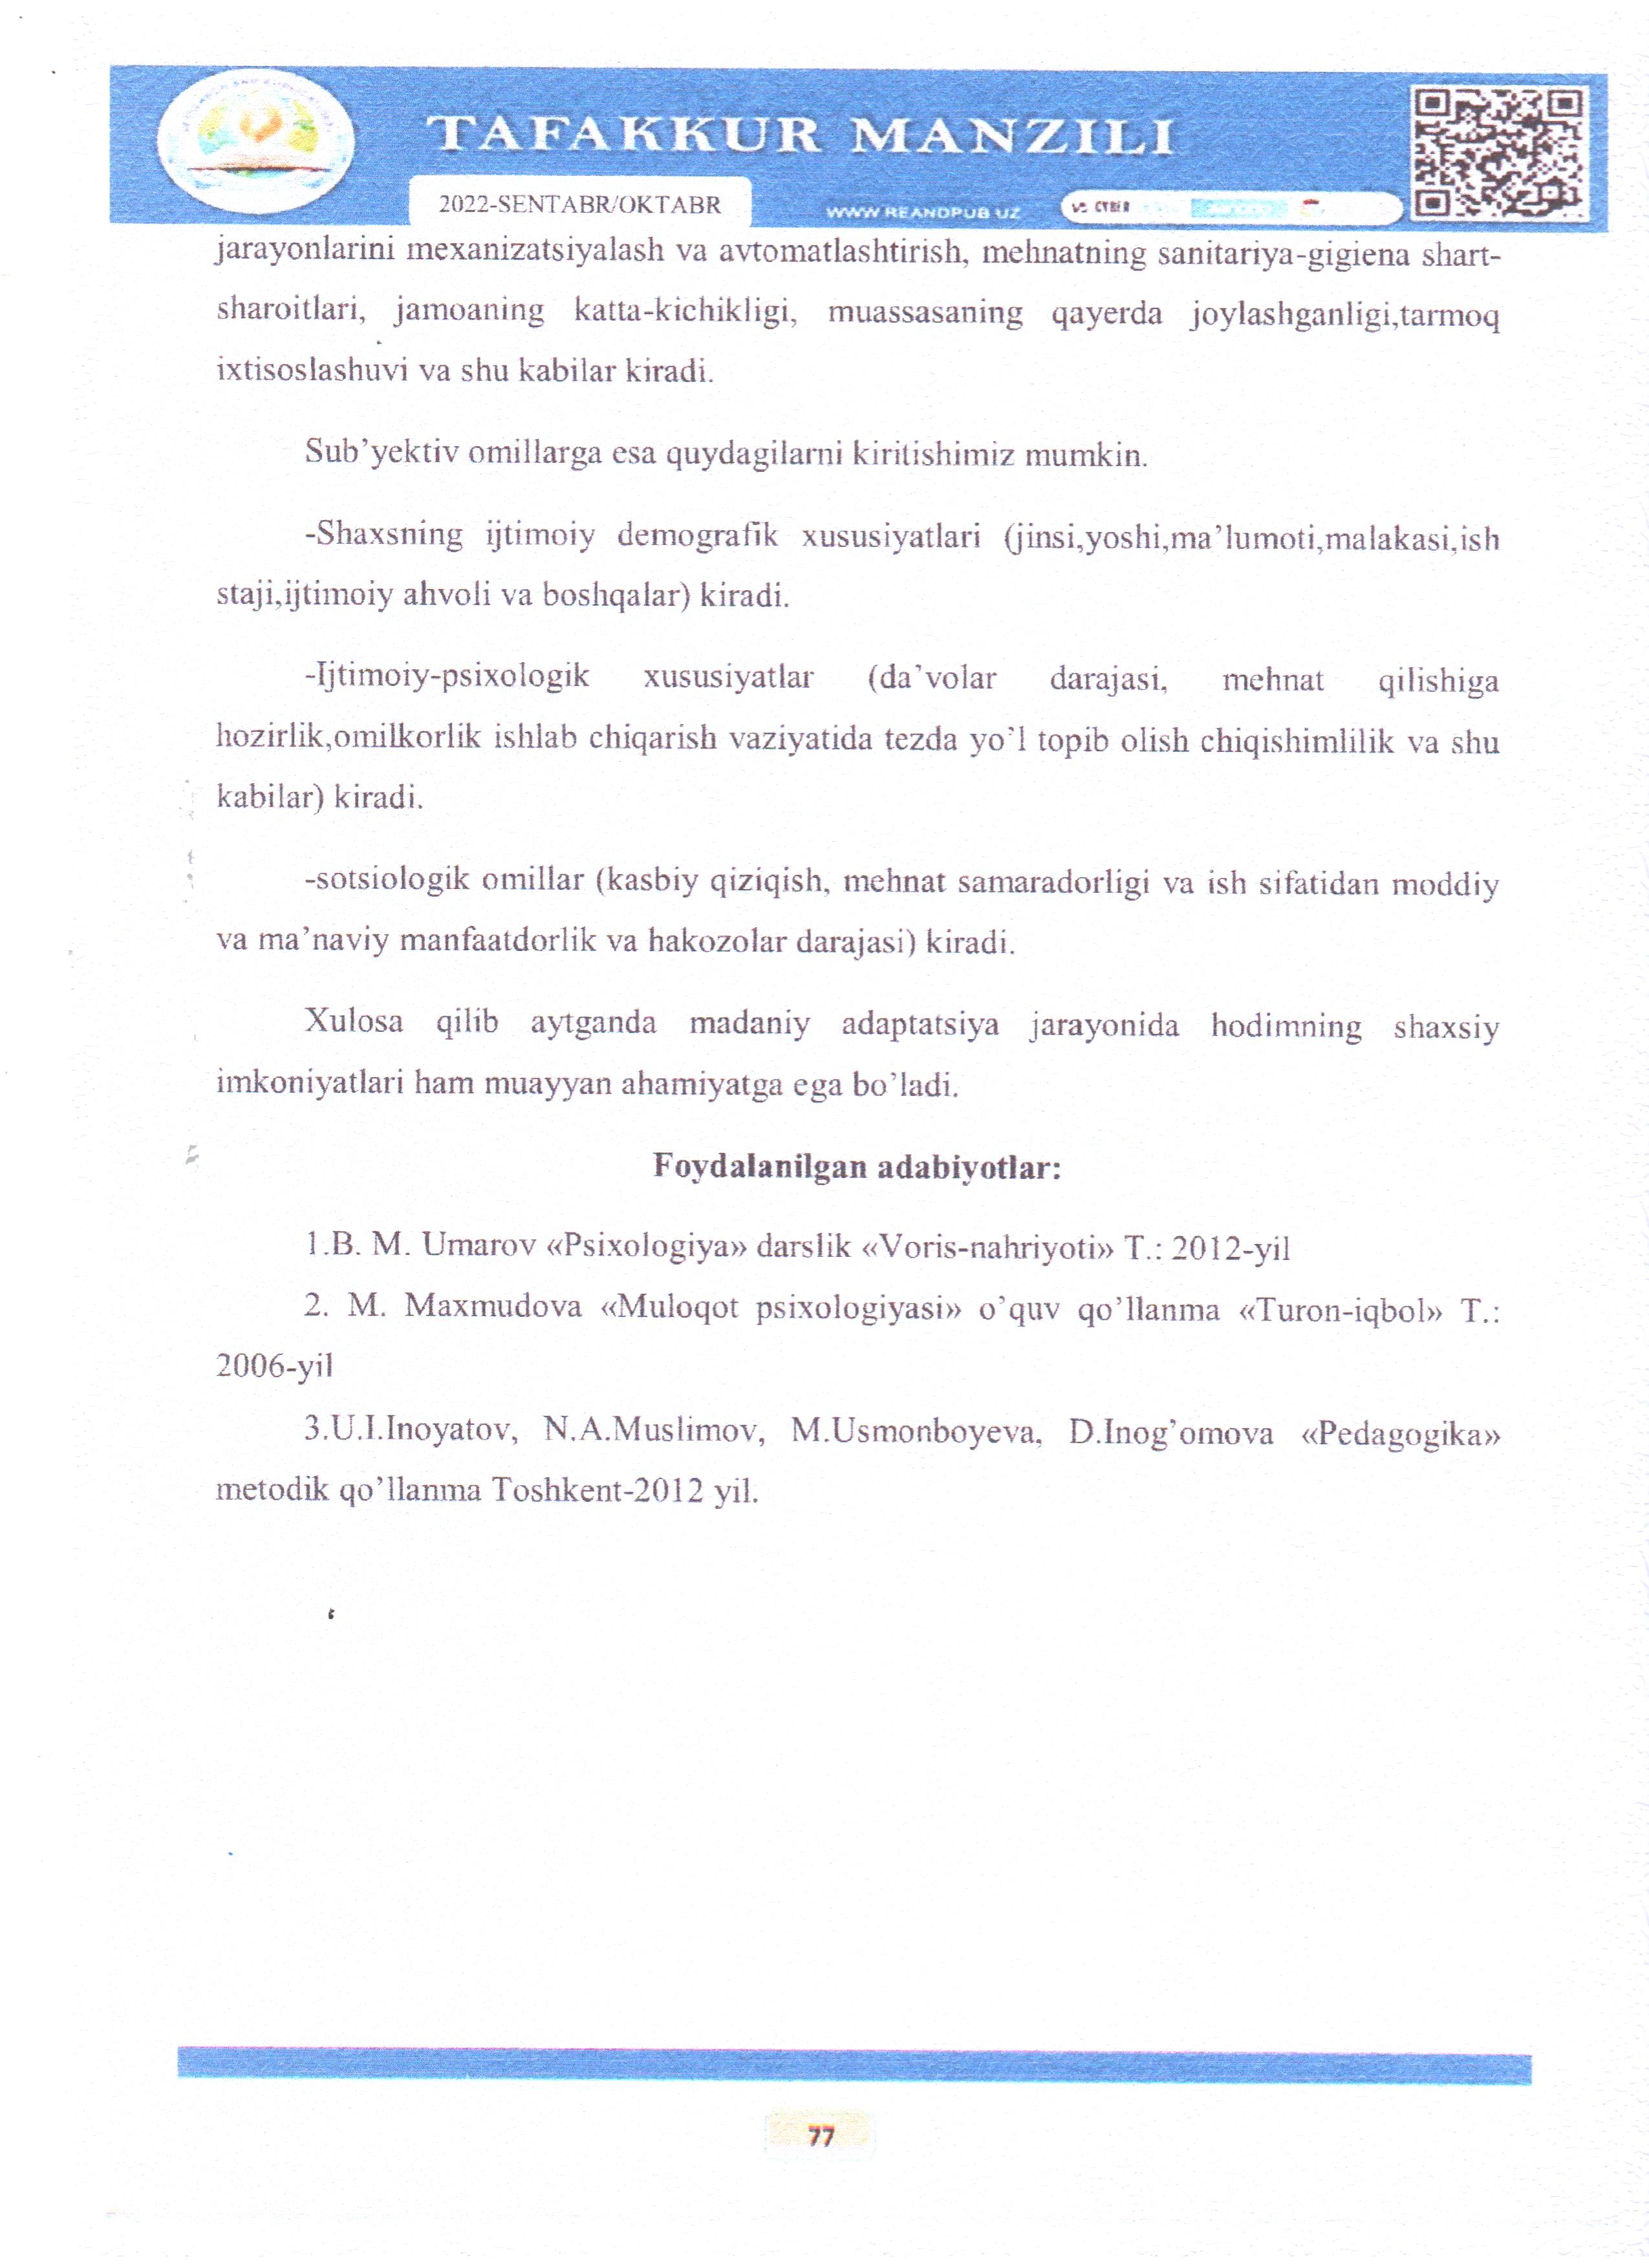 TAFAKKUR MANZILI
2022-SENTABR/OKTABR
WWW REANDPUB UZ
CYBER
jarayonlarini mexanizatsiyalash va avtomatlashtirish, mehnatning sanitariya-gigiena shart-
sharoitlari, jamoaning katta-kichikligi, muassasaning qayerda joylashganligi,tarmoq
ixtisoslashuvi va shu kabilar kiradi.
Sub’yektiv omillarga esa quydagilarni kiritishimiz mumkin.
-Shaxsning ijtimoiy demografik xususiyatlari (jinsi,yoshi,ma’lumoti,malakasi,ish
staji,ijtimoiy ahvoli va boshqalar) kiradi.
-Ijtimoiy-psixologik xususiyatlar (da’volar darajasi, mehnat qilishiga
hozirlik,omilkorlik ishlab chiqarish vaziyatida tezda yo’l topib olish chiqishimlilik va shu
kabilar) kiradi.
-sotsiologik omillar (kasbiy qiziqish, mehnat samaradorligi va ish sifatidan moddiy
va ma’naviy manfaatdorlik va hakozolar darajasi) kiradi.
Xulosa qilib aytganda madaniy adaptatsiya jarayonida hodimning shaxsiy
imkoniyatlari ham muayyan ahamiyatga ega bo’ladi.
Foydalanilgan adabiyotlar:
1.B. M. Umarov «Psixologiya» darslik «Voris-nahriyoti» T.: 2012-yil
2. M. Maxmudova «Muloqot psixologiyasi» o’quv qo’llanma «Turon-iqbol» T.:
2006-yil
3.U.I.Inoyatov, N.A.Muslimov, M.Usmonboyeva, D.Inog’omova «Pedagogika»
metodik qo’llanma Toshkent-2012 yil.
77